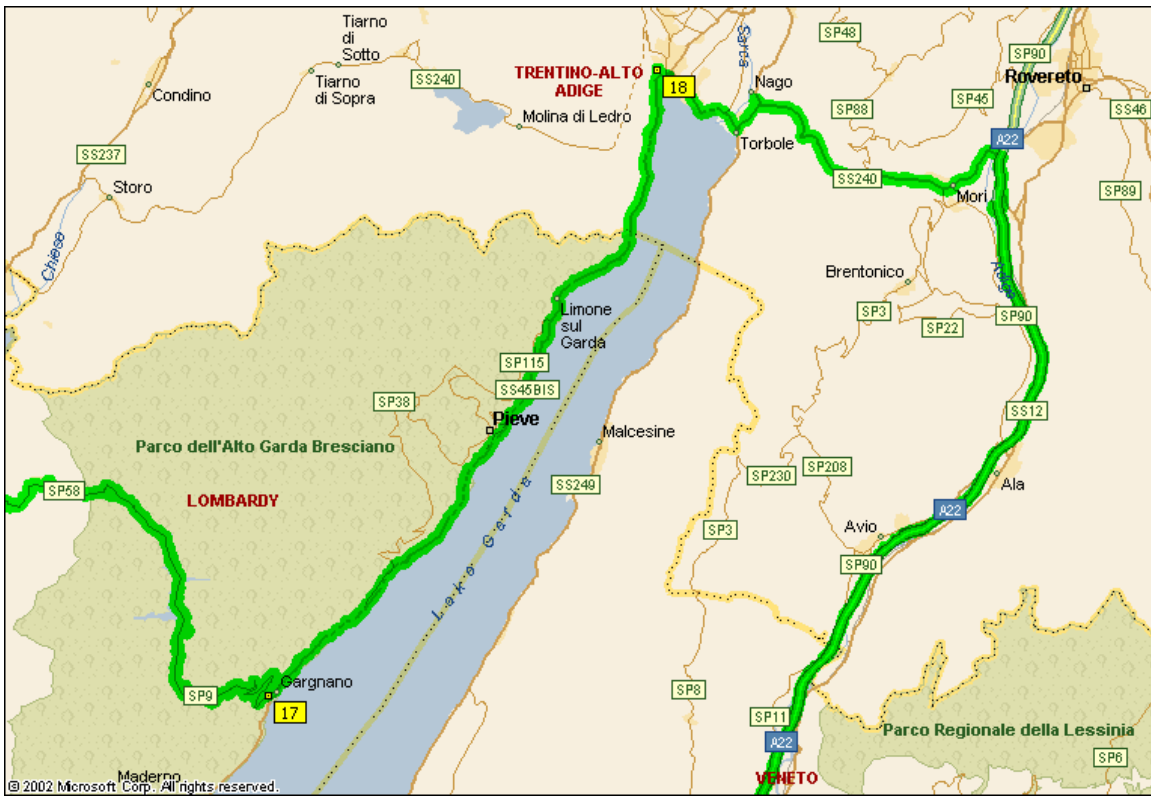 Tiarno
di
Sotto
SP48
SP90
Sarca
TRENTINO-ALTO
ADIGE
SS240
Tiarno
di Sopra
Condino
18
Nago
Rovereto
SP45
SP88
SS46
Molina di Ledro
Torbole
A22
SS237
SS240
Storo
Mori
SP89
Chiese
Brentonico
Adige
SP3
SP22
SP90
Limone
sul
Garda
SP115
SS45BIS
SP38
Pieve
SS12
Parco dell'Alto Garda Bresciano
Malcesine
SP230
SP208
Ala
SS249
SP58
LOMBARDY
A22
Avio
SP3
Lake Garda
SP90
Gargnano
SP9
17
SP8
SP11
A22
Parco Regionale della Lessinia
SP6
Maderno
VENETO
© 2002 Microsoft Corp. All rights reserved.